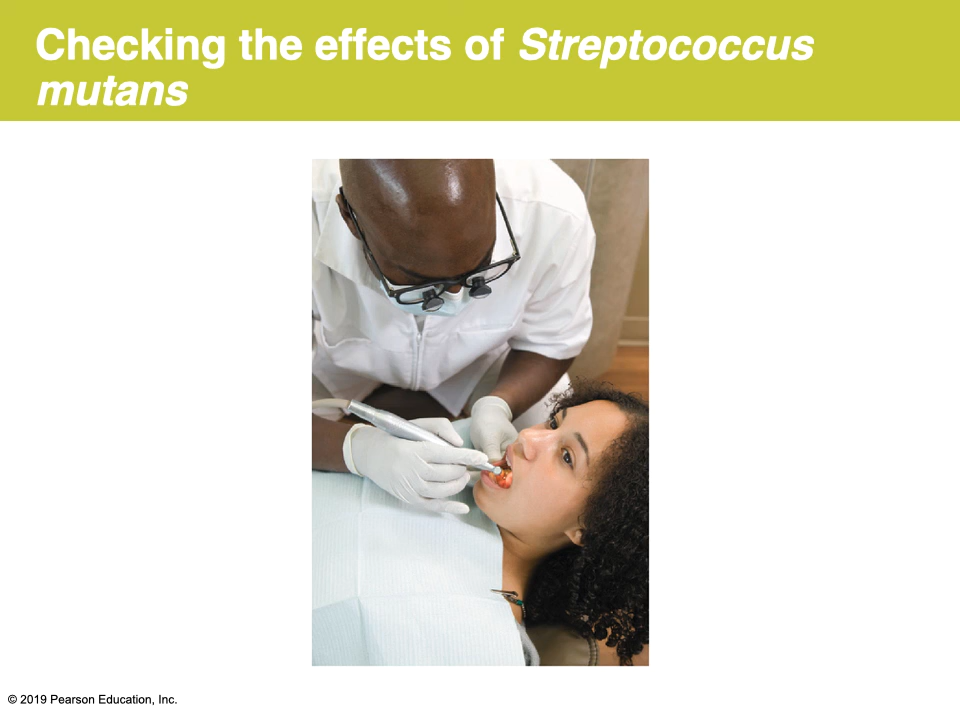 Checking the effects of Streptococcus
mutans
© 2019 Pearson Education, Inc.